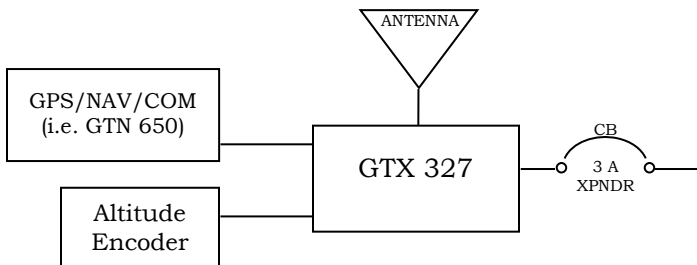 ANTENNA
GPS/NAV/COM
(i.e. GTN 650)
GTX 327
CB
3 A
XPNDR
Altitude
Encoder